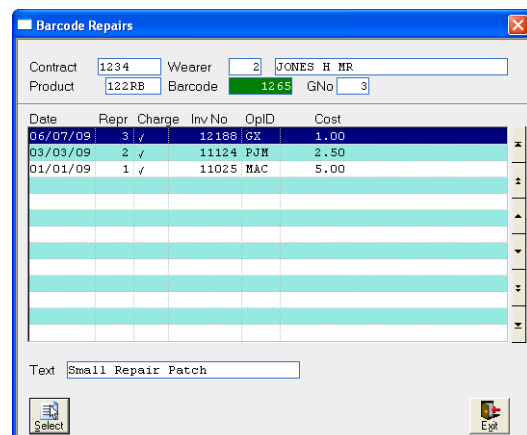 Barcode Repairs
Contract 1234 Wearer 2 JONES H MR
Product 122RB Barcode 1265 GNo 3
Date Repr Charge Inv No OpID Cost
06/07/09 3 √ 12188 GX 1.00
03/03/09 2 √ 11124 PJM 2.50
01/01/09 1 √ 11025 MAC 5.00
Text Small Repair Patch
Select Exit